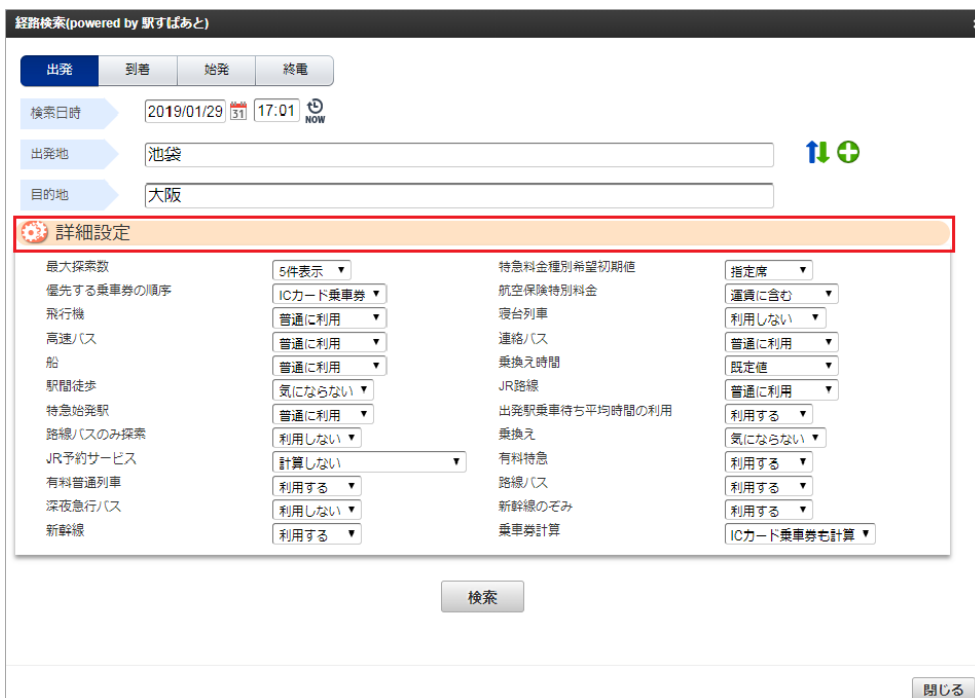 経路検索(powered by 駅すぱあと)
出発 到着 始発 終電
検索日時 2019/01/29 31 17:01 NOW
出発地 池袋
目的地 大阪
詳細設定
最大探索数 5件表示 特急料金種別希望初期値 指定席
優先する乗車券の順序 ICカード乗車券 航空保険特別料金 運賃に含む
飛行機 普通に利用 寝台列車 利用しない
高速バス 普通に利用 連絡バス 普通に利用
船 普通に利用 乗換え時間 既定値
駅間徒歩 気にならない JR路線 普通に利用
特急始発駅 普通に利用 出発駅乗車待ち平均時間の利用 利用する
路線バスのみ探索 利用しない 乗換え 気にならない
JR予約サービス 計算しない 有料特急 利用する
有料普通列車 利用する 路線バス 利用する
深夜急行バス 利用しない 新幹線のぞみ 利用する
新幹線 利用する 乗車券計算 ICカード乗車券も計算
検索
閉じる